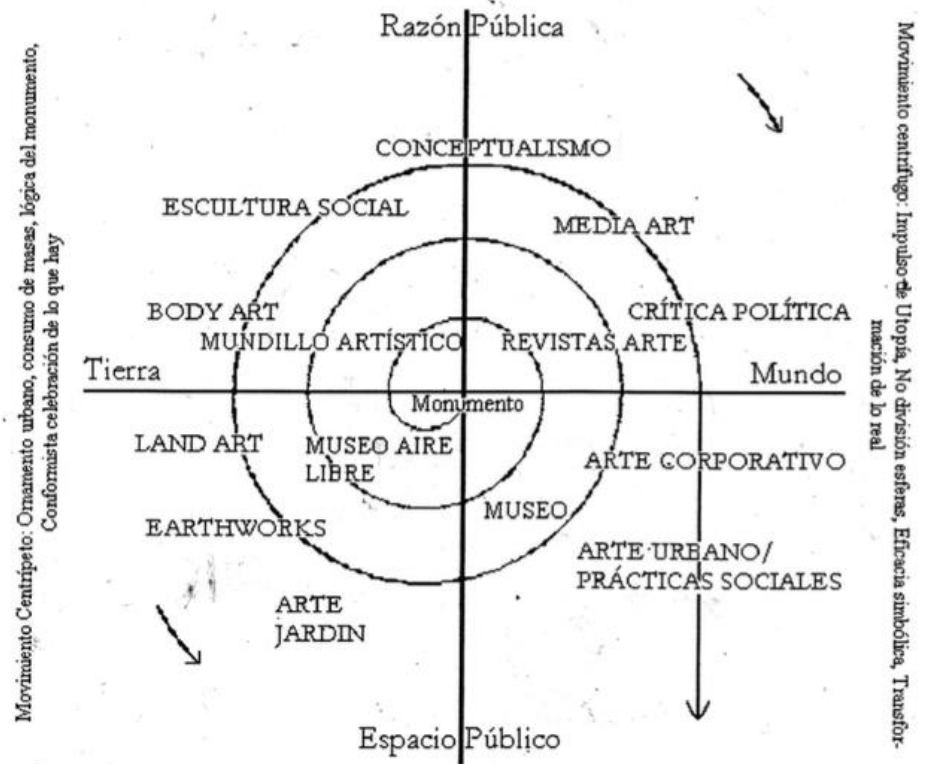 Razón Pública
CONCEPTUALISMO
ESCULTURA SOCIAL
MEDIA ART
BODY ART
CRÍTICA POLÍTICA
MUNDILLO ARTÍSTICO
REVISTAS ARTE
Tierra
Mundo
Monumento
LAND ART
MUSEO AIRE
LIBRE
ARTE CORPORATIVO
EARTHWORKS
MUSEO
ARTE URBANO/
PRÁCTICAS SOCIALES
ARTE
JARDIN
Espacio Público
Movimiento Centrípeto: Ornamento urbano, consumo de masas, lógica del monumento,
Conformista celebración de lo que hay
Movimiento centrífugo: Impulso de Utopía, No división esferas, Eficacia simbólica, Transfor-
mación de lo real